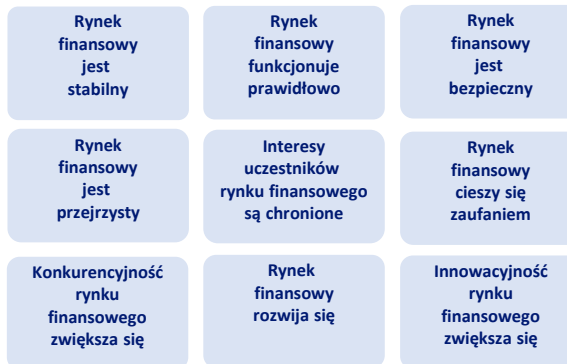 Rynek
finansowy
jest
stabilny
Rynek
finansowy
funkcjonuje
prawidłowo
Rynek
finansowy
jest
bezpieczny
Rynek
finansowy
jest
przejrzysty
Interesy
uczestników
rynku finansowego
są chronione
Rynek
finansowy
cieszy się
zaufaniem
Konkurencyjność
rynku
finansowego
zwiększa się
Rynek
finansowy
rozwija się
Innowacyjność
rynku
finansowego
zwiększa się